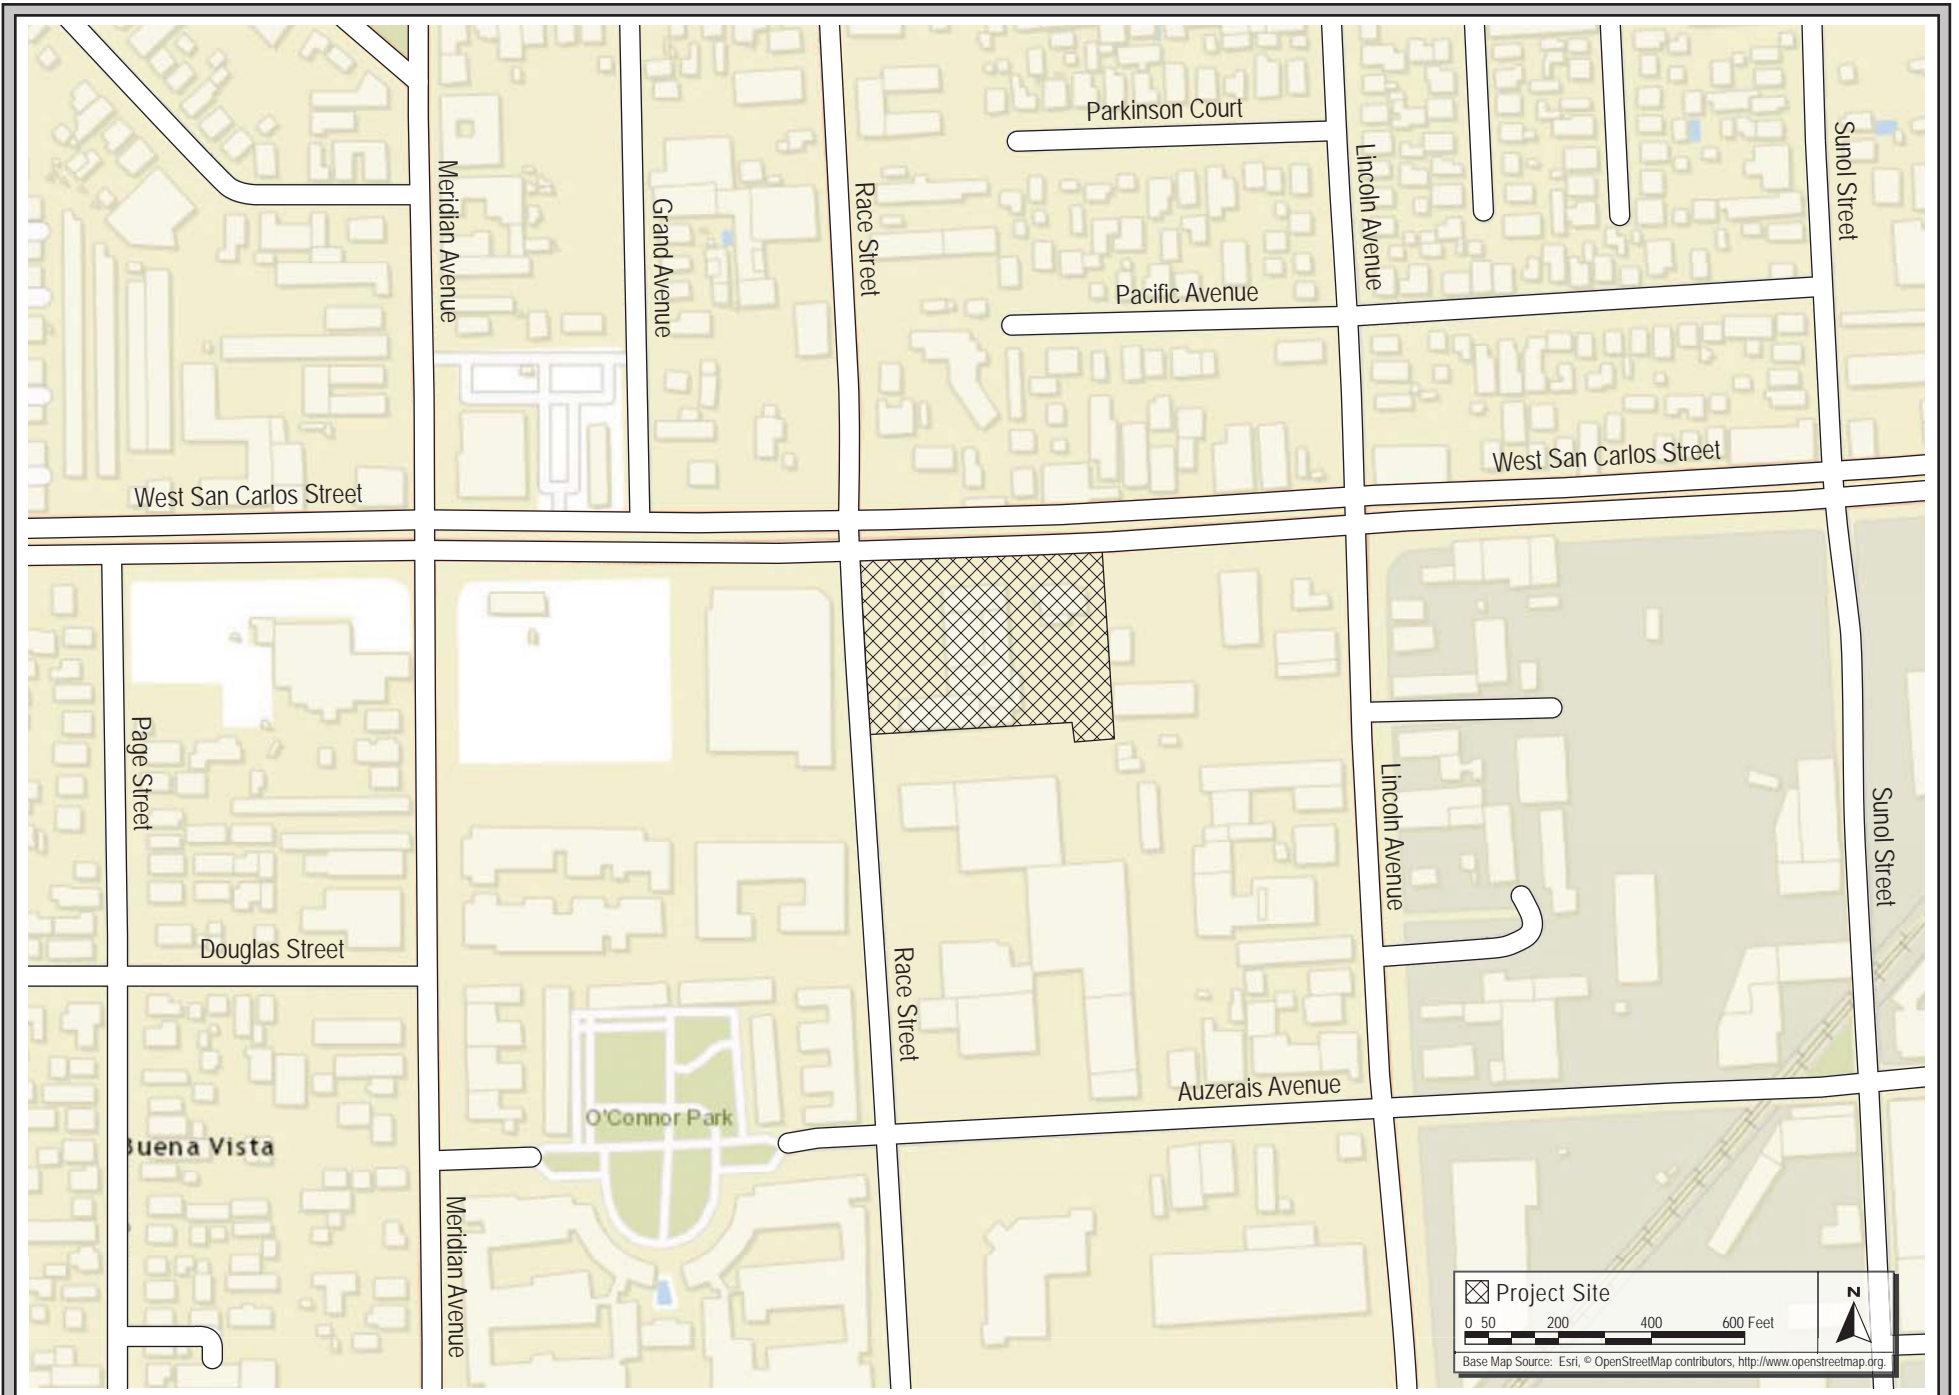 Parkinson Court
Sunol Street
Lincoln Avenue
Meridian Avenue
Race Street
Grand Avenue
Pacific Avenue
West San Carlos Street
West San Carlos Street
Page Street
Lincoln Avenue
Sunol Street
Douglas Street
Race Street
Auzerais Avenue
O'Connor Park
Buena Vista
Meridian Avenue
Project Site
N
0 50 200 400 600 Feet
Base Map Source: Esri, © OpenStreetMap contributors, http://www.openstreetmap.org.